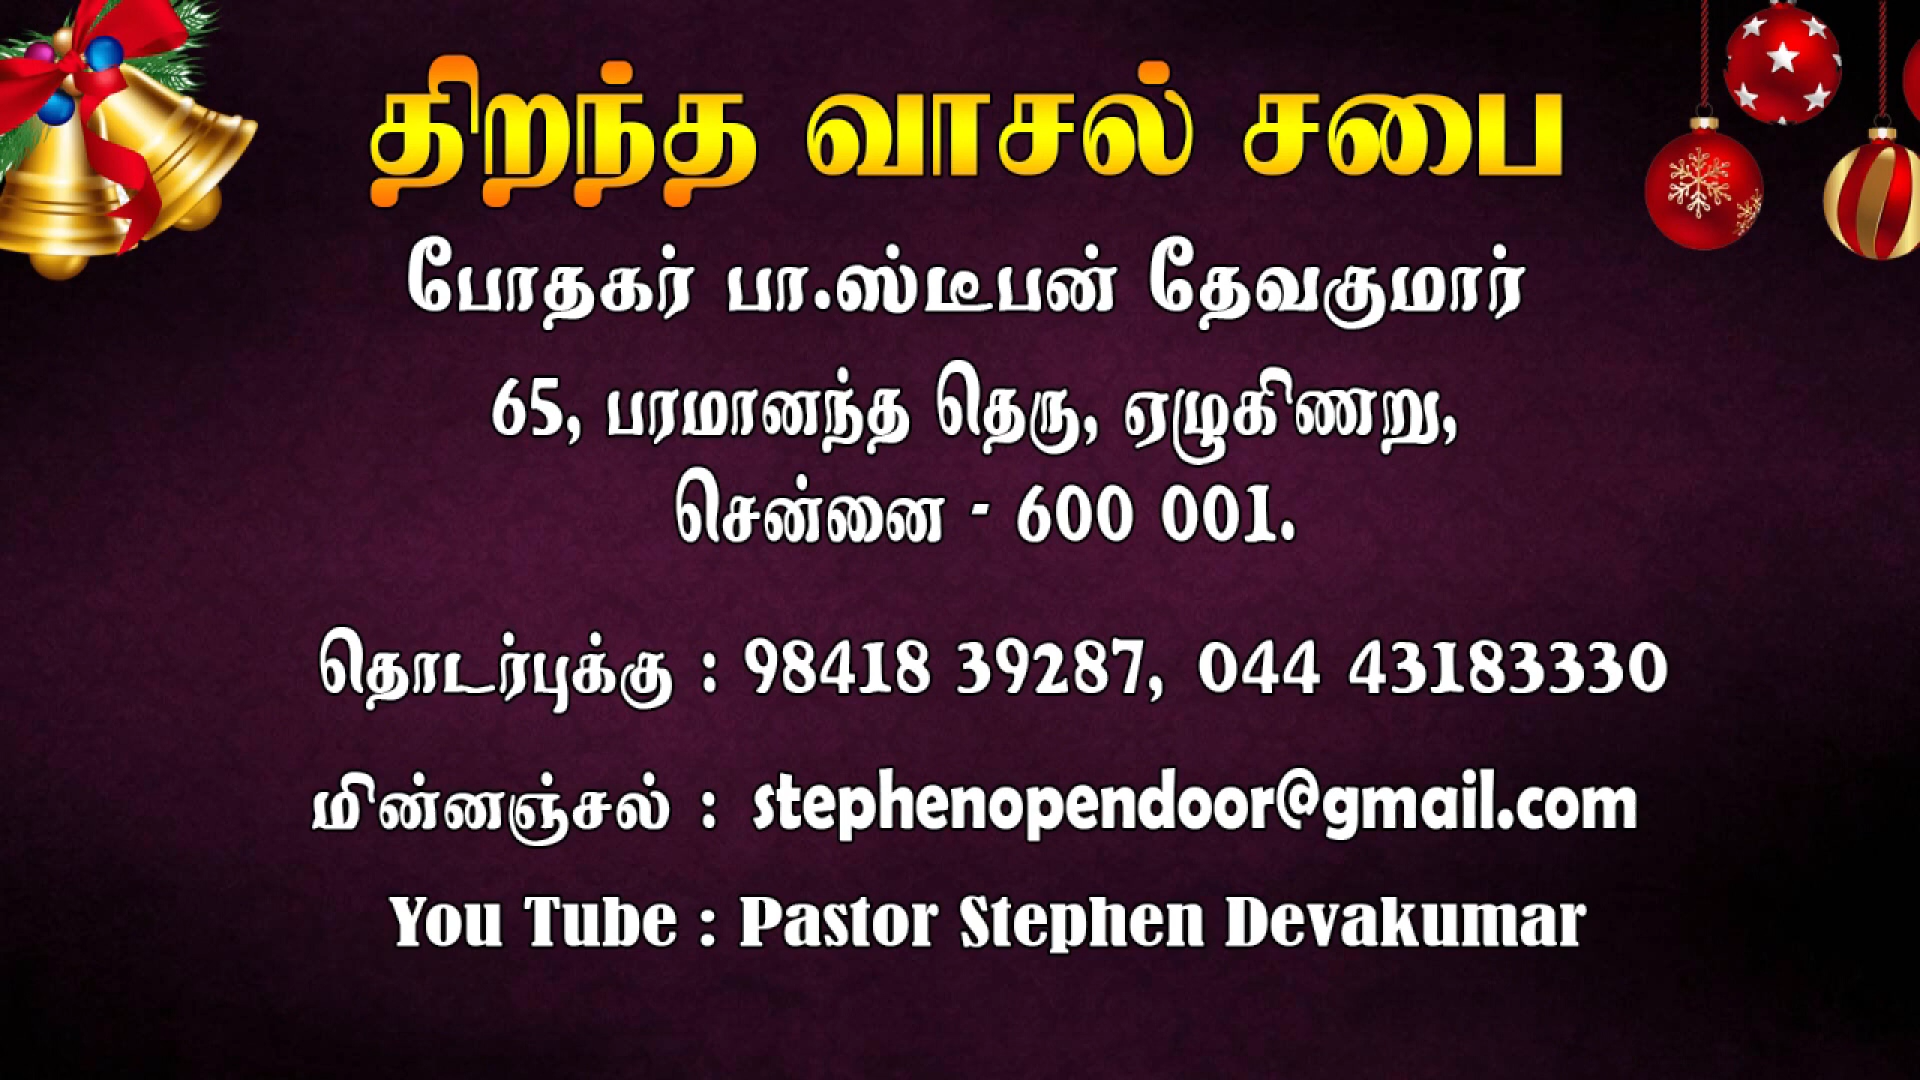 திறந்த வாசல் சபை
போதகர் பா.ஸ்டீபன் தேவகுமார்
65, பரமானந்த தெரு, ஏழுகிணறு,
சென்னை - 600 001.
தொடர்புக்கு : 98418 39287, 044 43183330
மின்னஞ்சல் : stephenopendoor@gmail.com
You Tube : Pastor Stephen Devakumar